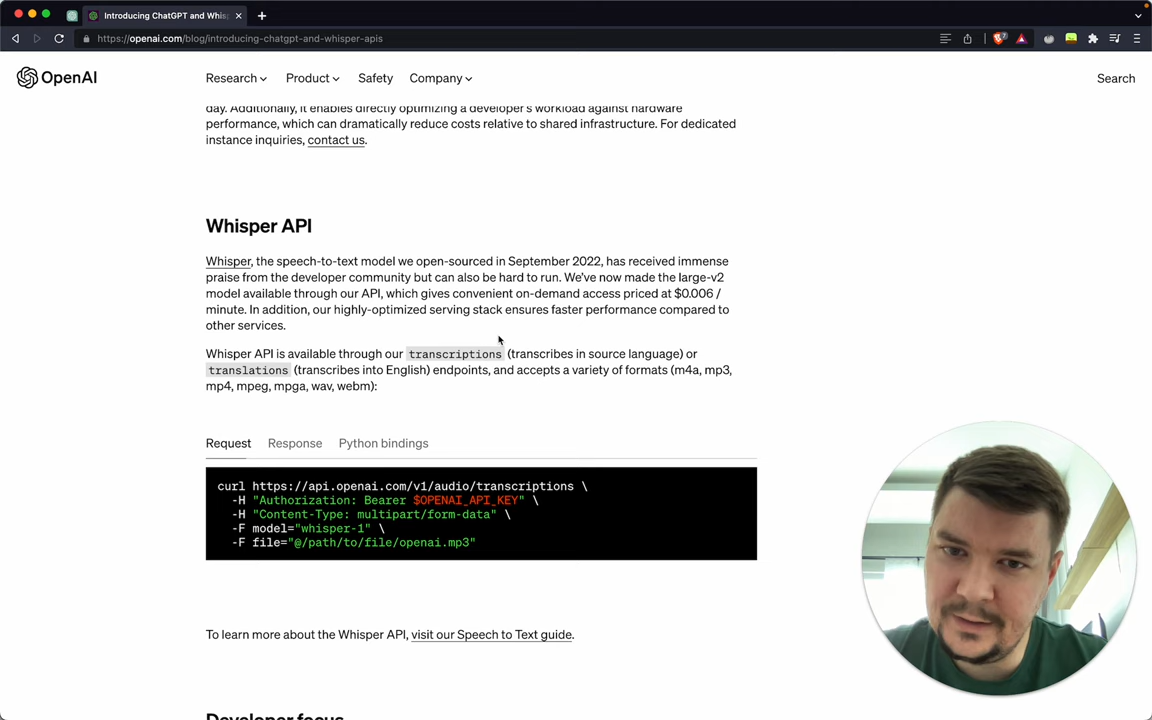 Introducing ChatGPT and Whis
https://openai.com/blog/introducing-chatgpt-and-whisper-apis
OpenAI
Research
Product
Safety
Company
Search
day. Additionally, it enables directly optimizing a developer's workload against hardware
performance, which can dramatically reduce costs relative to shared infrastructure. For dedicated
instance inquiries, contact us.
Whisper API
Whisper, the speech-to-text model we open-sourced in September 2022, has received immense
praise from the developer community but can also be hard to run. We've now made the large-v2
model available through our API, which gives convenient on-demand access priced at $0.006 /
minute. In addition, our highly-optimized serving stack ensures faster performance compared to
other services.
Whisper API is available through our transcriptions (transcribes in source language) or
translations (transcribes into English) endpoints, and accepts a variety of formats (m4a, mp3,
mp4, mpeg, mpga, wav, webm):
Request
Response
Python bindings
curl https://api.openai.com/v1/audio/transcriptions \
-H "Authorization: Bearer $OPENAI_API_KEY" \
-H "Content-Type: multipart/form-data" \
-F model="whisper-1" \
-F file="@/path/to/file/openai.mp3"
To learn more about the Whisper API, visit our Speech to Text guide.
Developer focus